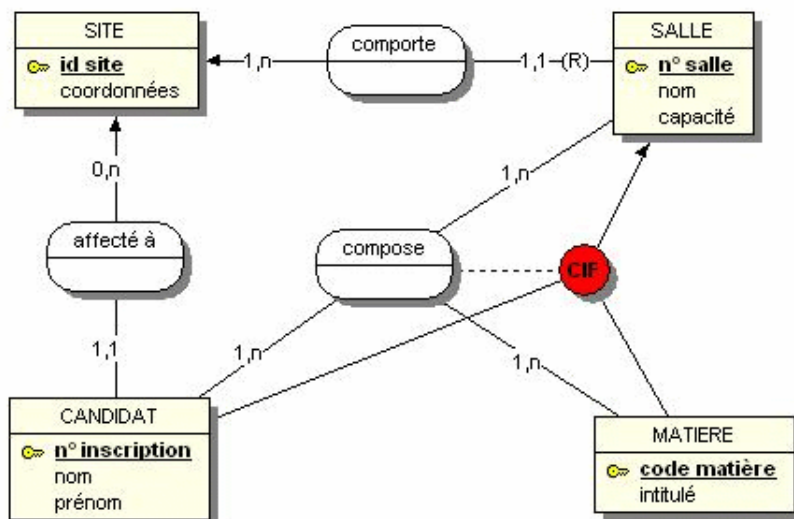 SITE
id site
coordonnées
comporte
1,n
1,1
(R)
SALLE
n° salle
nom
capacité
0,n
1,n
affecté à
compose
CIF
1,1
1,n
1,n
CANDIDAT
n° inscription
nom
prénom
MATIERE
code matière
intitulé